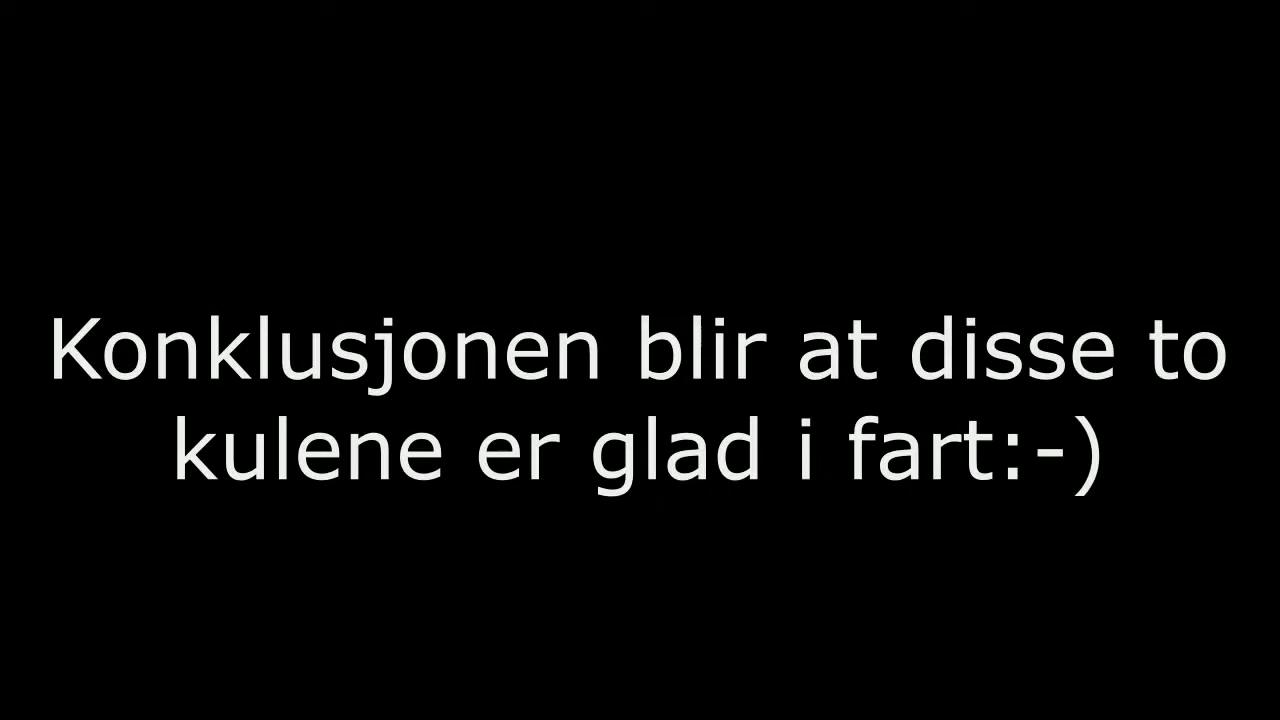 Konklusjonen blir at disse to
kulene er glad i fart:-)